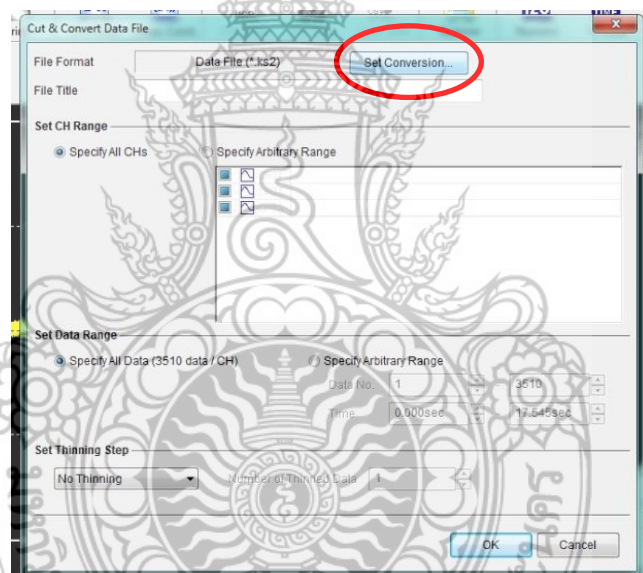 Cut & Convert Data File
File Format
Data File (*.ks2)
Set Conversion...
File Title
Set CH Range
Specify All CHs
Specify Arbitrary Range
Set Data Range
Specify All Data (3510 data / CH)
Specify Arbitrary Range
Data No. 1 - 3510
Time 0.000sec - 17.545sec
Set Thinning Step
No Thinning
Number of Thinned Data 1
OK
Cancel